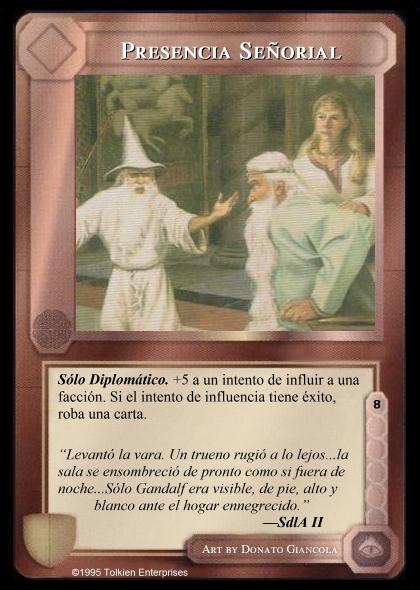 PRESENCIA SEÑORIAL
Sólo Diplomático. +5 a un intento de influir a una
facción. Si el intento de influencia tiene éxito,
roba una carta.
8
“Levantó la vara. Un trueno rugió a lo lejos...la
sala se ensombreció de pronto como si fuera de
noche...Sólo Gandalf era visible, de pie, alto y
blanco ante el hogar ennegrecido.”
—SdlA II
ART BY DONATO GIANCOLA
©1995 Tolkien Enterprises